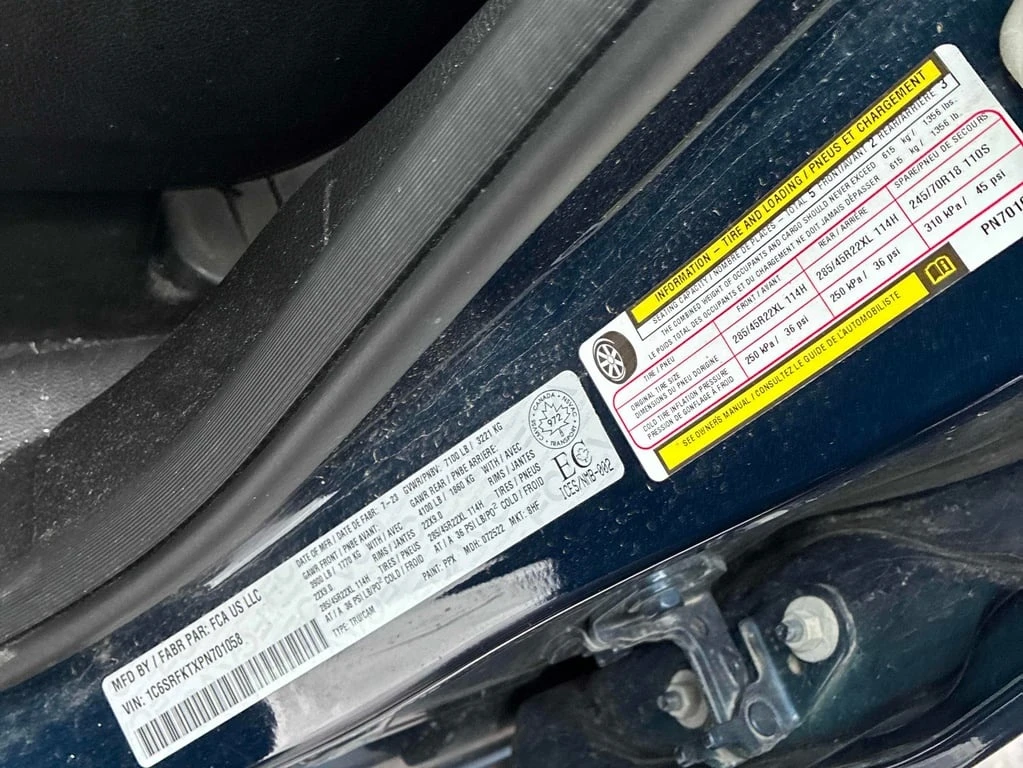 MFD BY / FABR PAR: FCA US LLC
VIN: 1C6SRFKTXPN701058
DATE OF MFR / DATE DE FABR: 7-23 GVWR/PNBV: 7100 LB / 3221 KG
GAWR FRONT / PNBE AVANT: GAWR REAR / PNBE ARRIERE:
3900 LB / 1770 KG WITH / AVEC 4100 LB / 1860 KG WITH / AVEC
22X9.0 RIMS / JANTES 22X9.0 RIMS / JANTES
285/45R22XL 114H TIRES / PNEUS 285/45R22XL 114H TIRES / PNEUS
AT / A 36 PSI/LB/PO² COLD / FROID AT / A 36 PSI/LB/PO² COLD / FROID
TYPE: TRU/CAM PAINT: PPX MDH: 072522 MKT: 8HF
CANADA
TRANSPORT
972
EC
ICES/NMB-002
INFORMATION – TIRE AND LOADING / PNEUS ET CHARGEMENT
SEATING CAPACITY / NOMBRE DE PLACES – TOTAL 5 FRONT/AVANT 2 REAR/ARRIÈRE 3
THE COMBINED WEIGHT OF OCCUPANTS AND CARGO SHOULD NEVER EXCEED 615 kg / 1356 lbs.
LE POIDS TOTAL DES OCCUPANTS ET DU CHARGEMENT NE DOIT JAMAIS DÉPASSER 615 kg / 1356 lb.
TIRE / PNEU FRONT / AVANT REAR / ARRIÈRE SPARE/PNEU DE SECOURS
ORIGINAL TIRE SIZE
DIMENSIONS DU PNEU DORIGINE 285/45R22XL 114H 285/45R22XL 114H 245/70R18 110S
COLD TIRE INFLATION PRESSURE
PRESSION DE GONFLAGE À FROID 250 kPa / 36 psi 250 kPa / 36 psi 310 kPa / 45 psi
SEE OWNERS MANUAL / CONSULTEZ LE GUIDE DE L'AUTOMOBILISTE